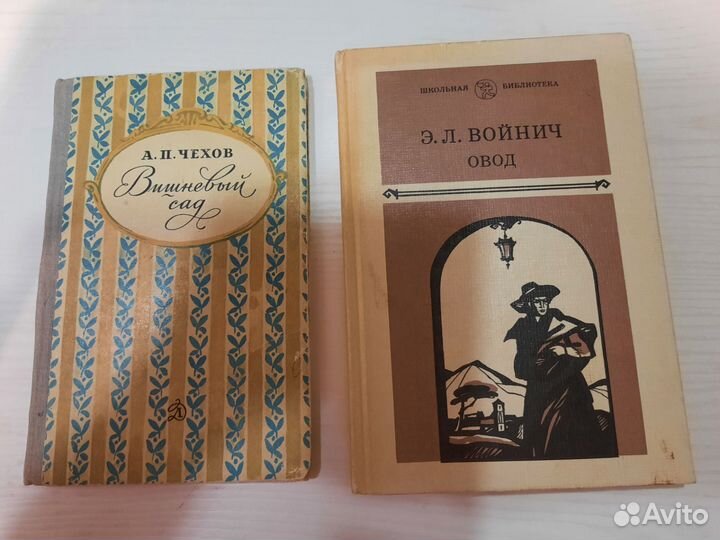 А. П. ЧЕХОВ
Вишневый
сад
ШКОЛЬНАЯ БИБЛИОТЕКА
Э. Л. ВОЙНИЧ
ОВОД
Avito